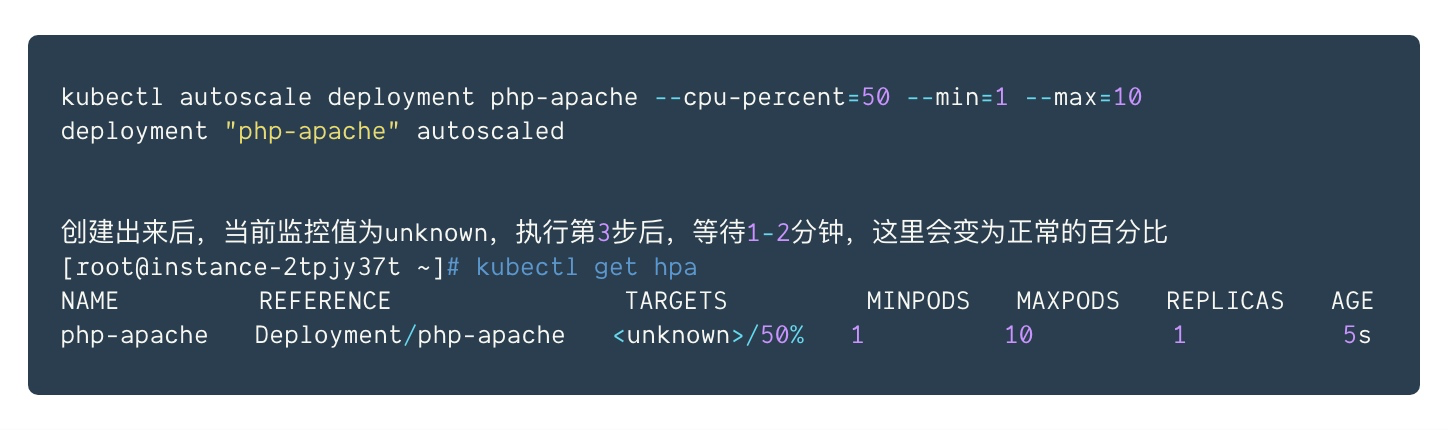 kubectl autoscale deployment php-apache --cpu-percent=50 --min=1 --max=10
deployment "php-apache" autoscaled
创建出来后，当前监控值为unknown，执行第3步后，等待1-2分钟，这里会变为正常的百分比
[root@instance-2tpjy37t ~]# kubectl get hpa
NAME REFERENCE TARGETS MINPODS MAXPODS REPLICAS AGE
php-apache Deployment/php-apache <unknown>/50% 1 10 1 5s